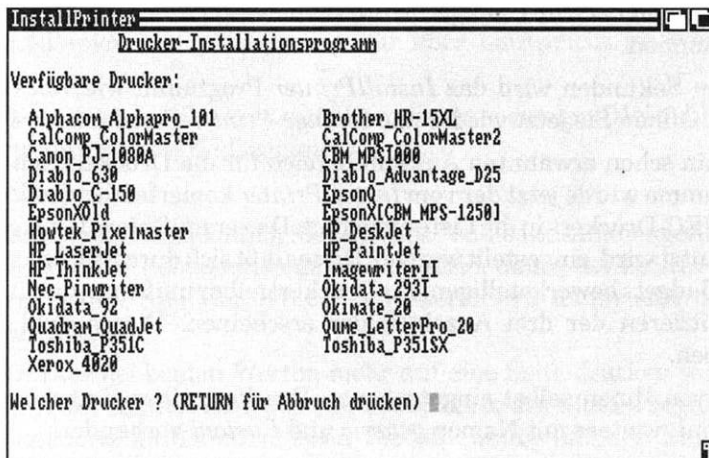 InstallPrinter
Drucker-Installationsprogramm
Verfügbare Drucker:
Alphacon_Alphapro_101 Brother_HR-15XL
CalComp_ColorMaster CalComp_ColorMaster2
Canon_PJ-1080A CBM_MPS1000
Diablo_630 Diablo_Advantage_D25
Diablo_C-150 EpsonQ
EpsonXOld EpsonX[CBM_MPS-1250]
Howtek_Pixelmaster HP_DeskJet
HP_LaserJet HP_PaintJet
HP_ThinkJet ImagewriterII
Nec_Pinwriter Okidata_293I
Okidata_92 Okimate_20
Quadram_QuadJet Qume_LetterPro_20
Toshiba_P351C Toshiba_P351SX
Xerox_4020
Welcher Drucker ? (RETURN für Abbruch drücken)